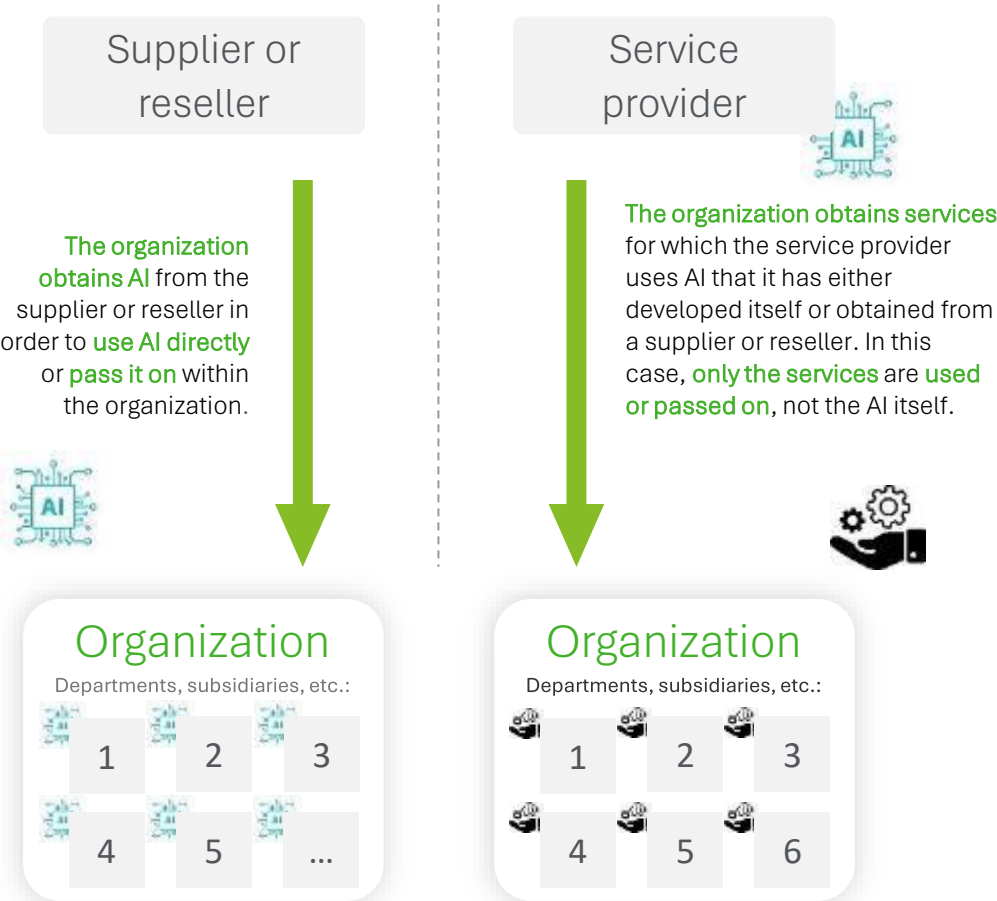 Supplier or
reseller
The organization
obtains AI from the
supplier or reseller in
order to use AI directly
or pass it on within
the organization.
AI
Organization
Departments, subsidiaries, etc.:
1
2
3
4
5
...
Service
provider
AI
The organization obtains services
for which the service provider
uses AI that it has either
developed itself or obtained from
a supplier or reseller. In this
case, only the services are used
or passed on, not the AI itself.
Organization
Departments, subsidiaries, etc.:
1
2
3
4
5
6